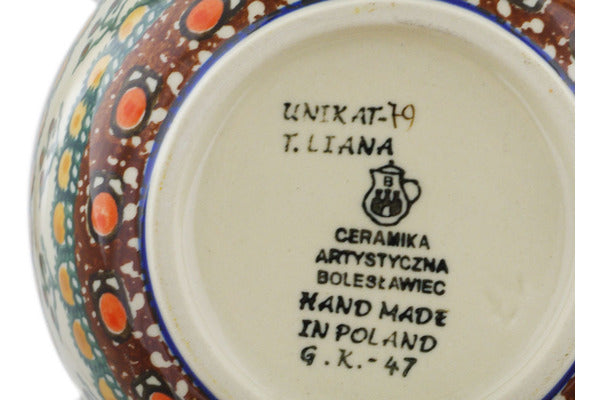 UNIKAT-79
T. LIANA
B
CERAMIKA
ARTYSTYCZNA
BOLESŁAWIEC
HAND MADE
IN POLAND
G.K.-47